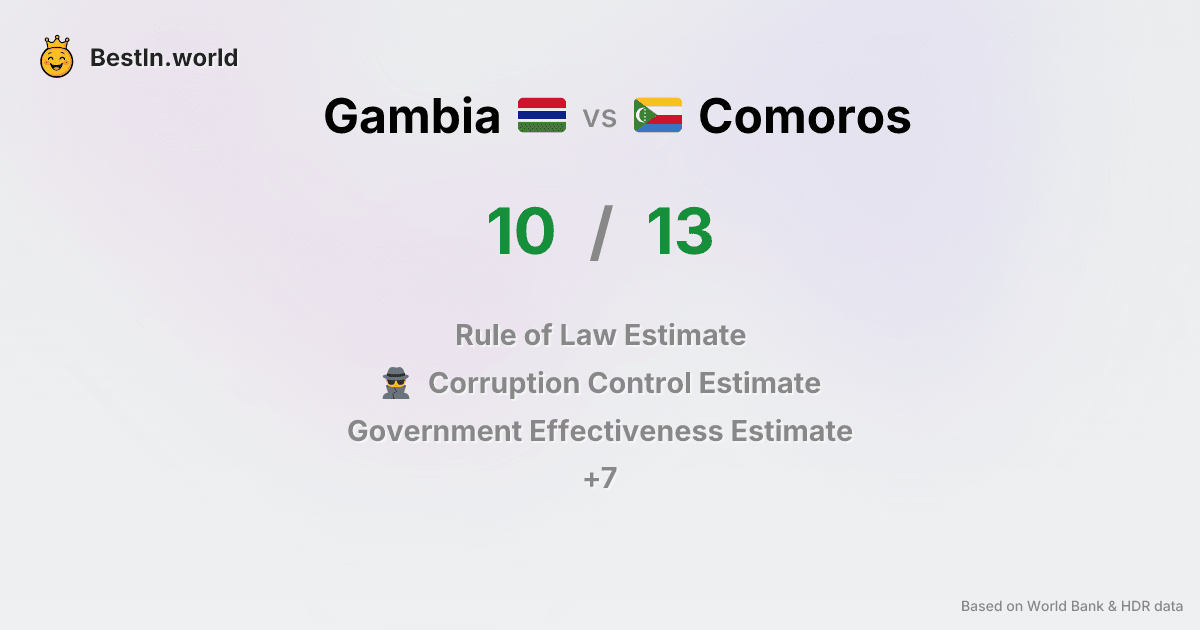 BestIn.world
Gambia vs Comoros
10 / 13
Rule of Law Estimate
Corruption Control Estimate
Government Effectiveness Estimate
+7
Based on World Bank & HDR data